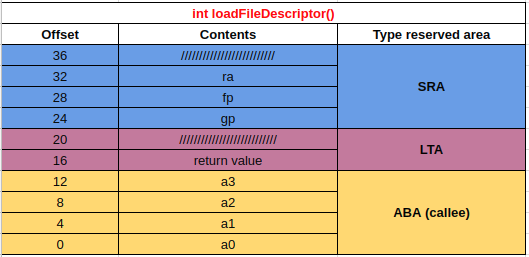 int loadFileDescriptor()
Offset Contents Type reserved area
36 //////////////////////////
32 ra SRA
28 fp
24 gp
20 ///////////////////////////
16 return value LTA
12 a3
8 a2 ABA (callee)
4 a1
0 a0